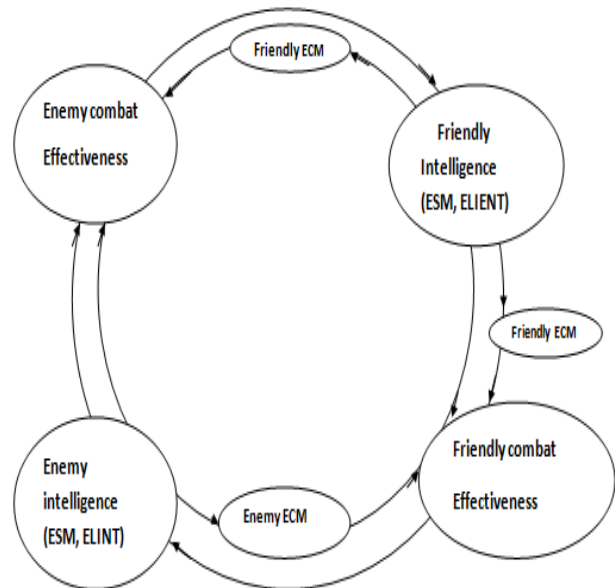 Friendly ECM
Enemy combat
Effectiveness
Friendly
Intelligence
(ESM, ELIENT)
Friendly ECM
Friendly combat
Effectiveness
Enemy
intelligence
(ESM, ELINT)
Enemy ECM